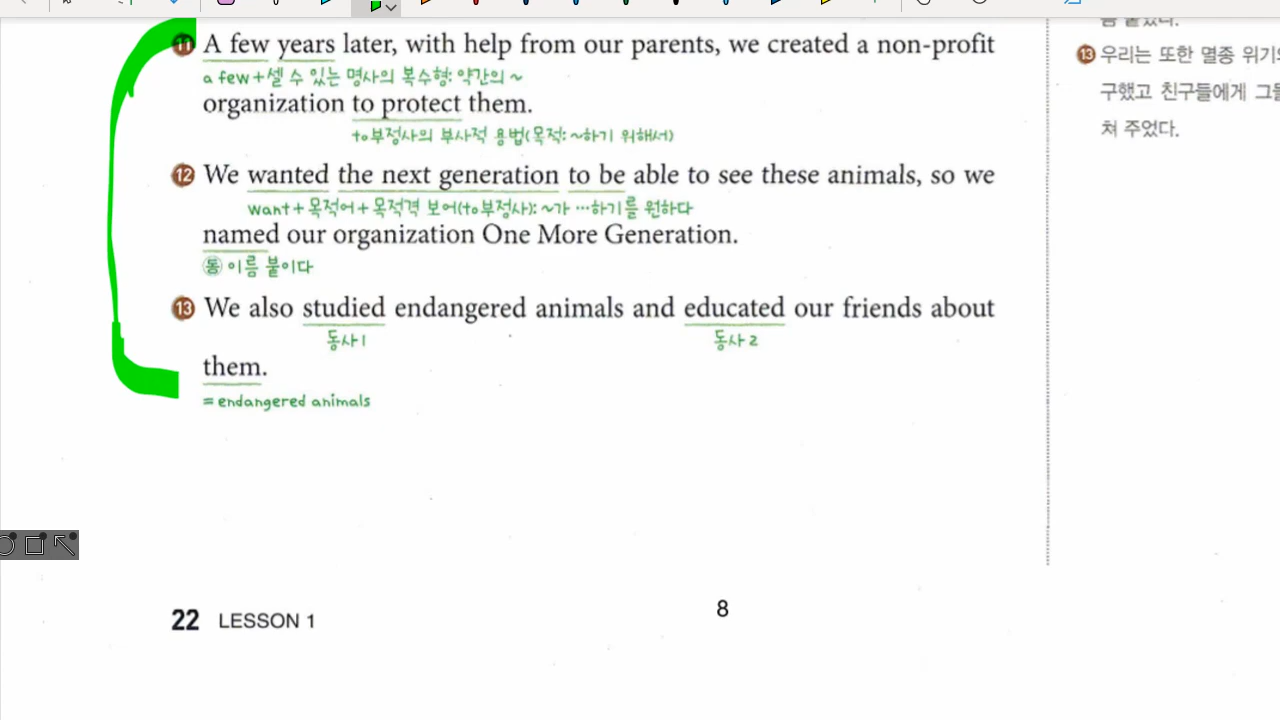 ⑪ A few years later, with help from our parents, we created a non-profit
a few+셀 수 있는 명사의 복수형: 약간의 ~
organization to protect them.
to부정사의 부사적 용법(목적: ~하기 위해서)
⑫ We wanted the next generation to be able to see these animals, so we
want+목적어+목적격 보어(to부정사): ~가 …하기를 원하다
named our organization One More Generation.
동 이름 붙이다
⑬ We also studied endangered animals and educated our friends about
동사1 동사2
them.
= endangered animals
⑬ 우리는 또한 멸종 위기
구했고 친구들에게 그들
쳐 주었다.
22 LESSON 1
8